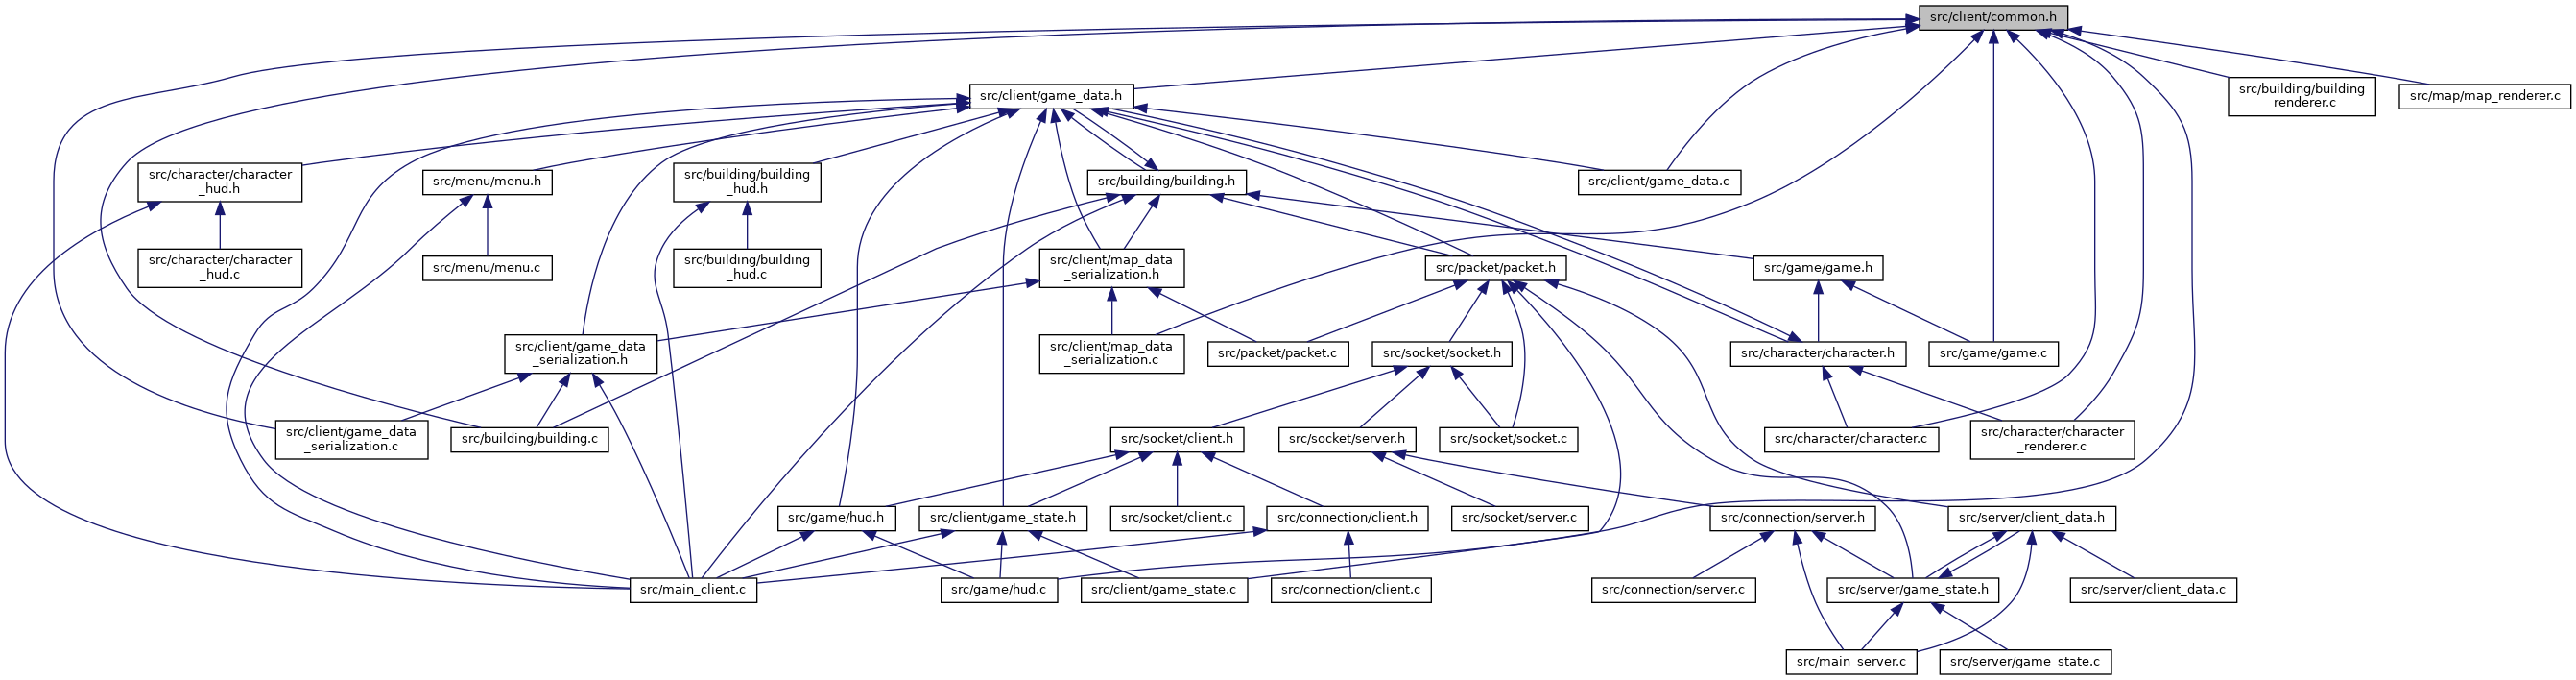 src/client/common.h
src/client/game_data.h
src/building/building
_renderer.c
src/map/map_renderer.c
src/character/character
_hud.h
src/menu/menu.h
src/building/building
_hud.h
src/building/building.h
src/client/game_data.c
src/character/character
_hud.c
src/menu/menu.c
src/building/building
_hud.c
src/client/map_data
_serialization.h
src/packet/packet.h
src/game/game.h
src/client/game_data
_serialization.h
src/client/map_data
_serialization.c
src/packet/packet.c
src/socket/socket.h
src/character/character.h
src/game/game.c
src/client/game_data
_serialization.c
src/building/building.c
src/socket/client.h
src/socket/server.h
src/socket/socket.c
src/character/character.c
src/character/character
_renderer.c
src/game/hud.h
src/client/game_state.h
src/socket/client.c
src/connection/client.h
src/socket/server.c
src/connection/server.h
src/server/client_data.h
src/main_client.c
src/game/hud.c
src/client/game_state.c
src/connection/client.c
src/connection/server.c
src/server/game_state.h
src/server/client_data.c
src/main_server.c
src/server/game_state.c